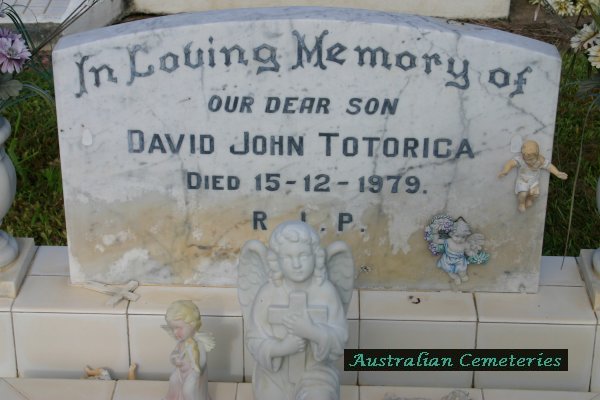 In Loving Memory of
OUR DEAR SON
DAVID JOHN TOTORICA
DIED 15-12-1979.
R.I.P.
Australian Cemeteries